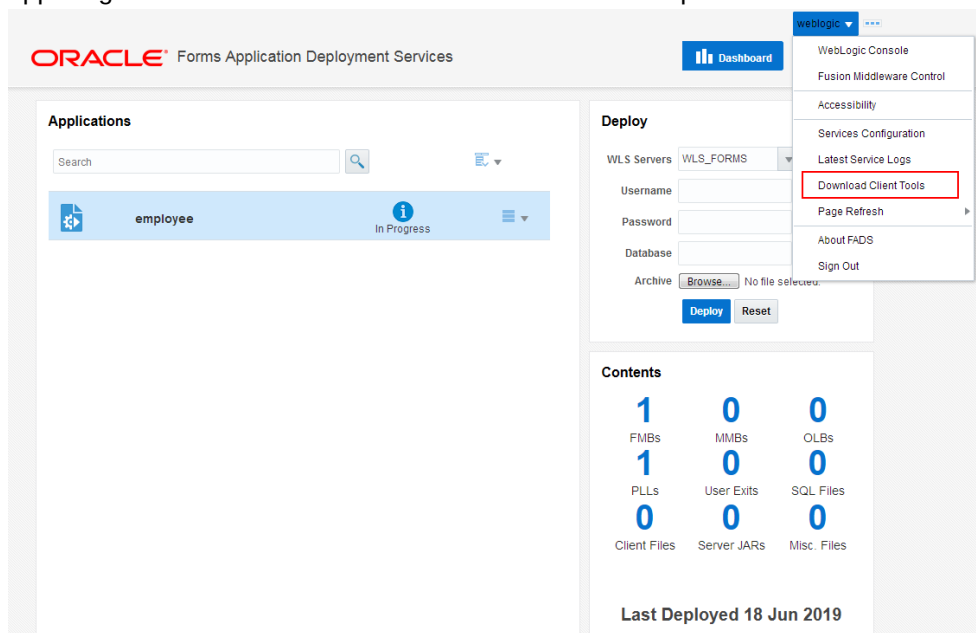 weblogic
ORACLE Forms Application Deployment Services
Dashboard
WebLogic Console
Fusion Middleware Control
Accessibility
Services Configuration
Latest Service Logs
Download Client Tools
Page Refresh
About FADS
Sign Out
Applications
Search
employee
In Progress
Deploy
WLS Servers WLS_FORMS
Username
Password
Database
Archive Browse... No file selected.
Deploy Reset
Contents
1 0 0
FMBs MMBs OLBs
1 0 0
PLLs User Exits SQL Files
0 0 0
Client Files Server JARs Misc. Files
Last Deployed 18 Jun 2019